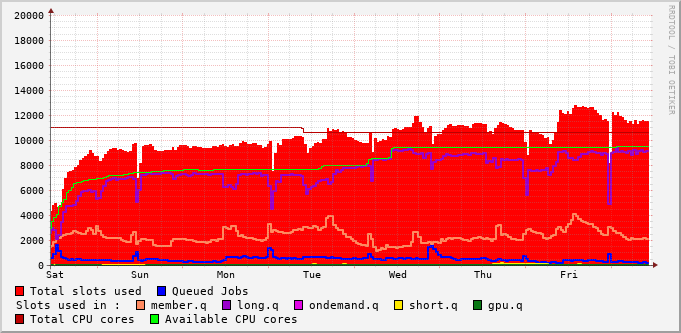 RRDTOOL / TOBI OETIKER
20000
18000
16000
14000
12000
10000
8000
6000
4000
2000
0
Sat Sun Mon Tue Wed Thu Fri
Total slots used Queued Jobs
Slots used in : member.q long.q ondemand.q short.q gpu.q
Total CPU cores Available CPU cores